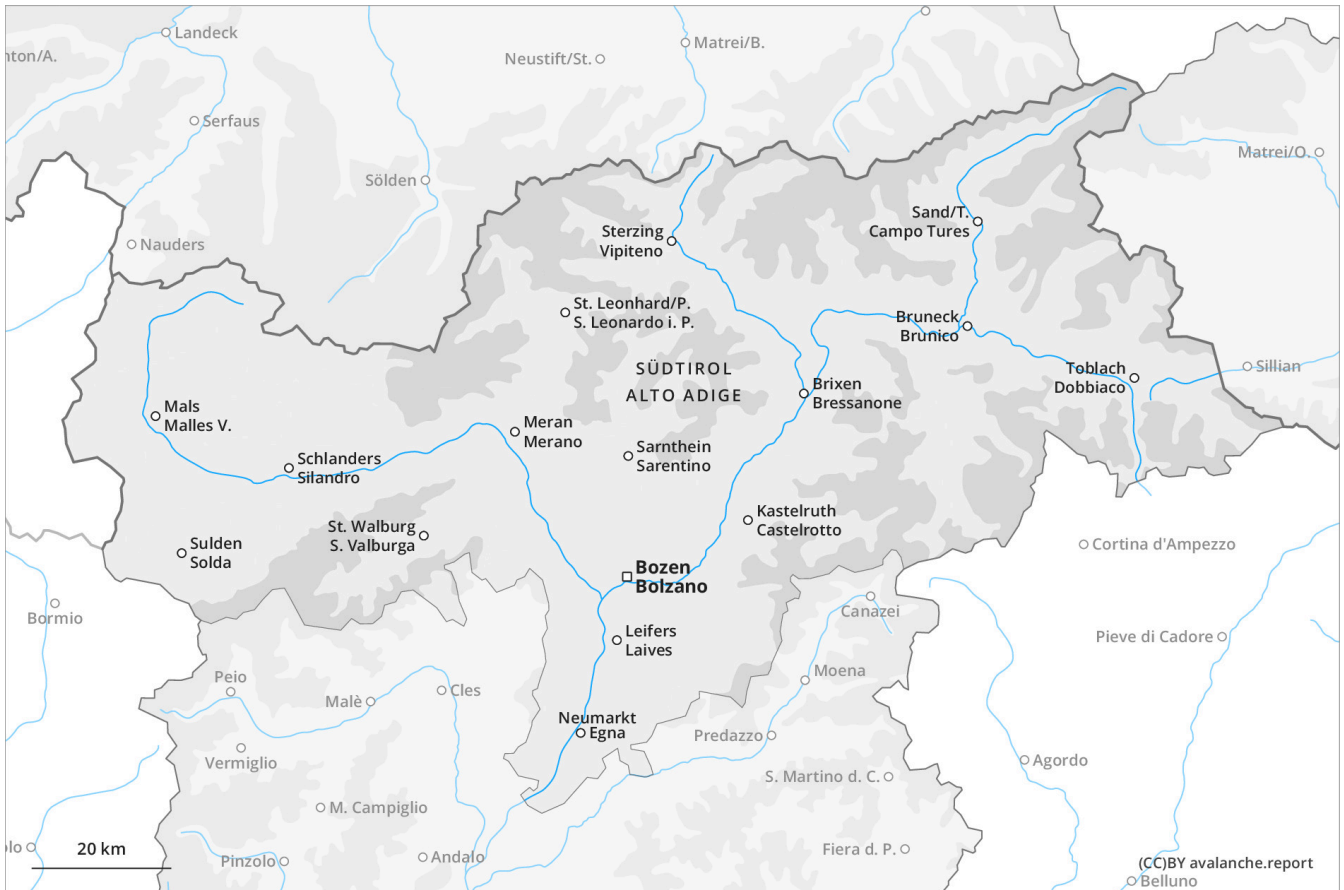 Landeck
nton/A.
Neustift/St.
Matrei/B.
Serfaus
Matrei/O.
Sölden
Nauders
Sand/T.
Campo Tures
Sterzing
Vipiteno
St. Leonhard/P.
S. Leonardo i. P.
Bruneck
Brunico
SÜDTIROL
ALTO ADIGE
Toblach
Dobbiaco
Sillian
Brixen
Bressanone
Mals
Malles V.
Meran
Merano
Schlanders
Silandro
Sarnthein
Sarentino
Kastelruth
Castelrotto
St. Walburg
S. Valburga
Sulden
Solda
Cortina d'Ampezzo
Bozen
Bolzano
Bormio
Canazei
Leifers
Laives
Pieve di Cadore
Peio
Malè
Cles
Moena
Neumarkt
Egna
Predazzo
Vermiglio
Agordo
S. Martino d. C.
M. Campiglio
olo
20 km
Pinzolo
Andalo
Fiera d. P.
(CC)BY avalanche.report
Belluno